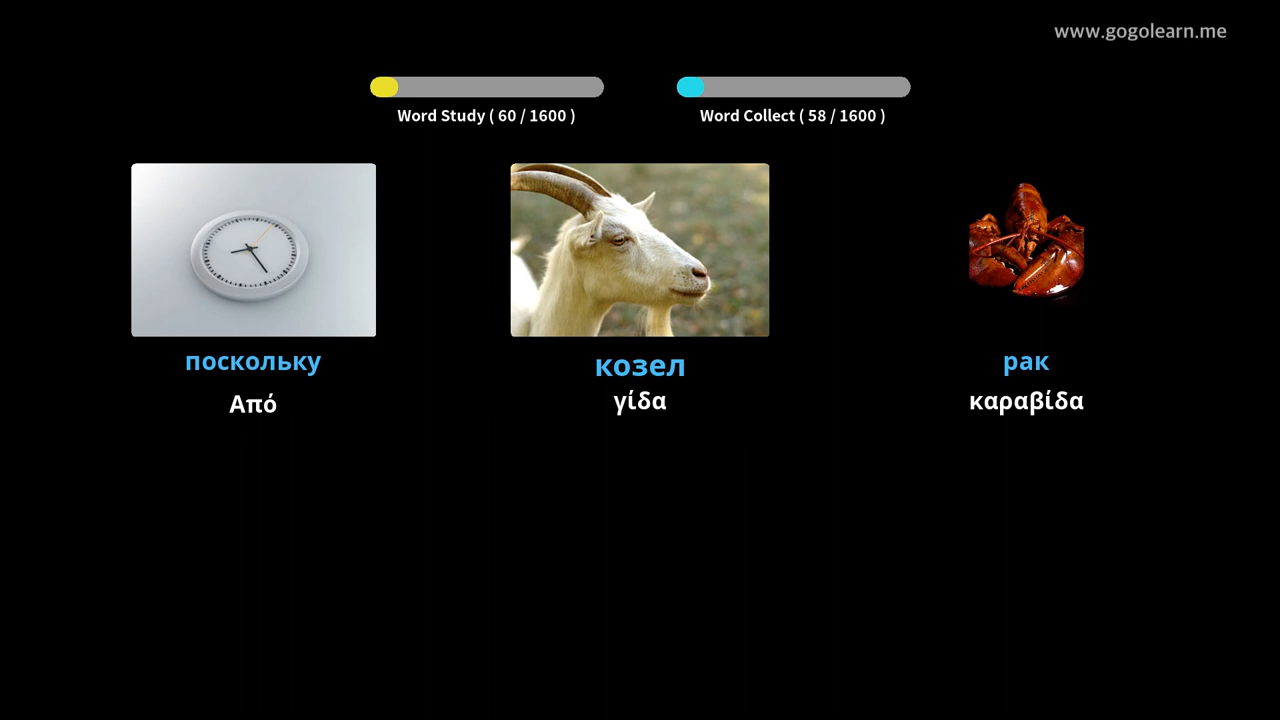 www.gogolearn.me
Word Study ( 60 / 1600 )
Word Collect ( 58 / 1600 )
поскольку
Από
козел
γίδα
рак
καραβίδα